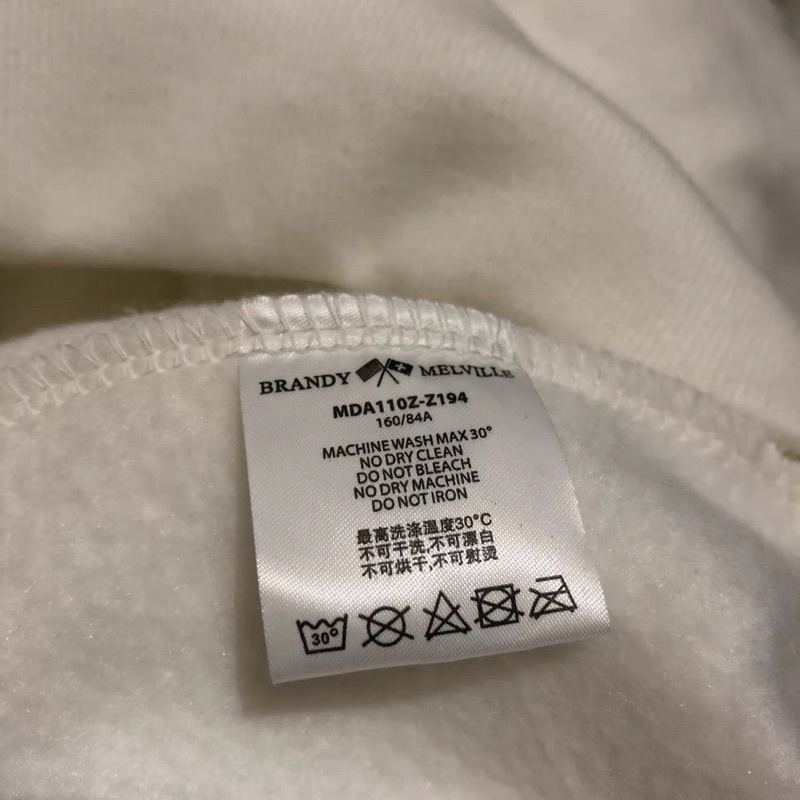 BRANDY MELVILLE
MDA110Z-Z194
160/84A
MACHINE WASH MAX 30°
NO DRY CLEAN
DO NOT BLEACH
NO DRY MACHINE
DO NOT IRON
最高洗涤温度30°C
不可干洗,不可漂白
不可烘干,不可熨烫
30°